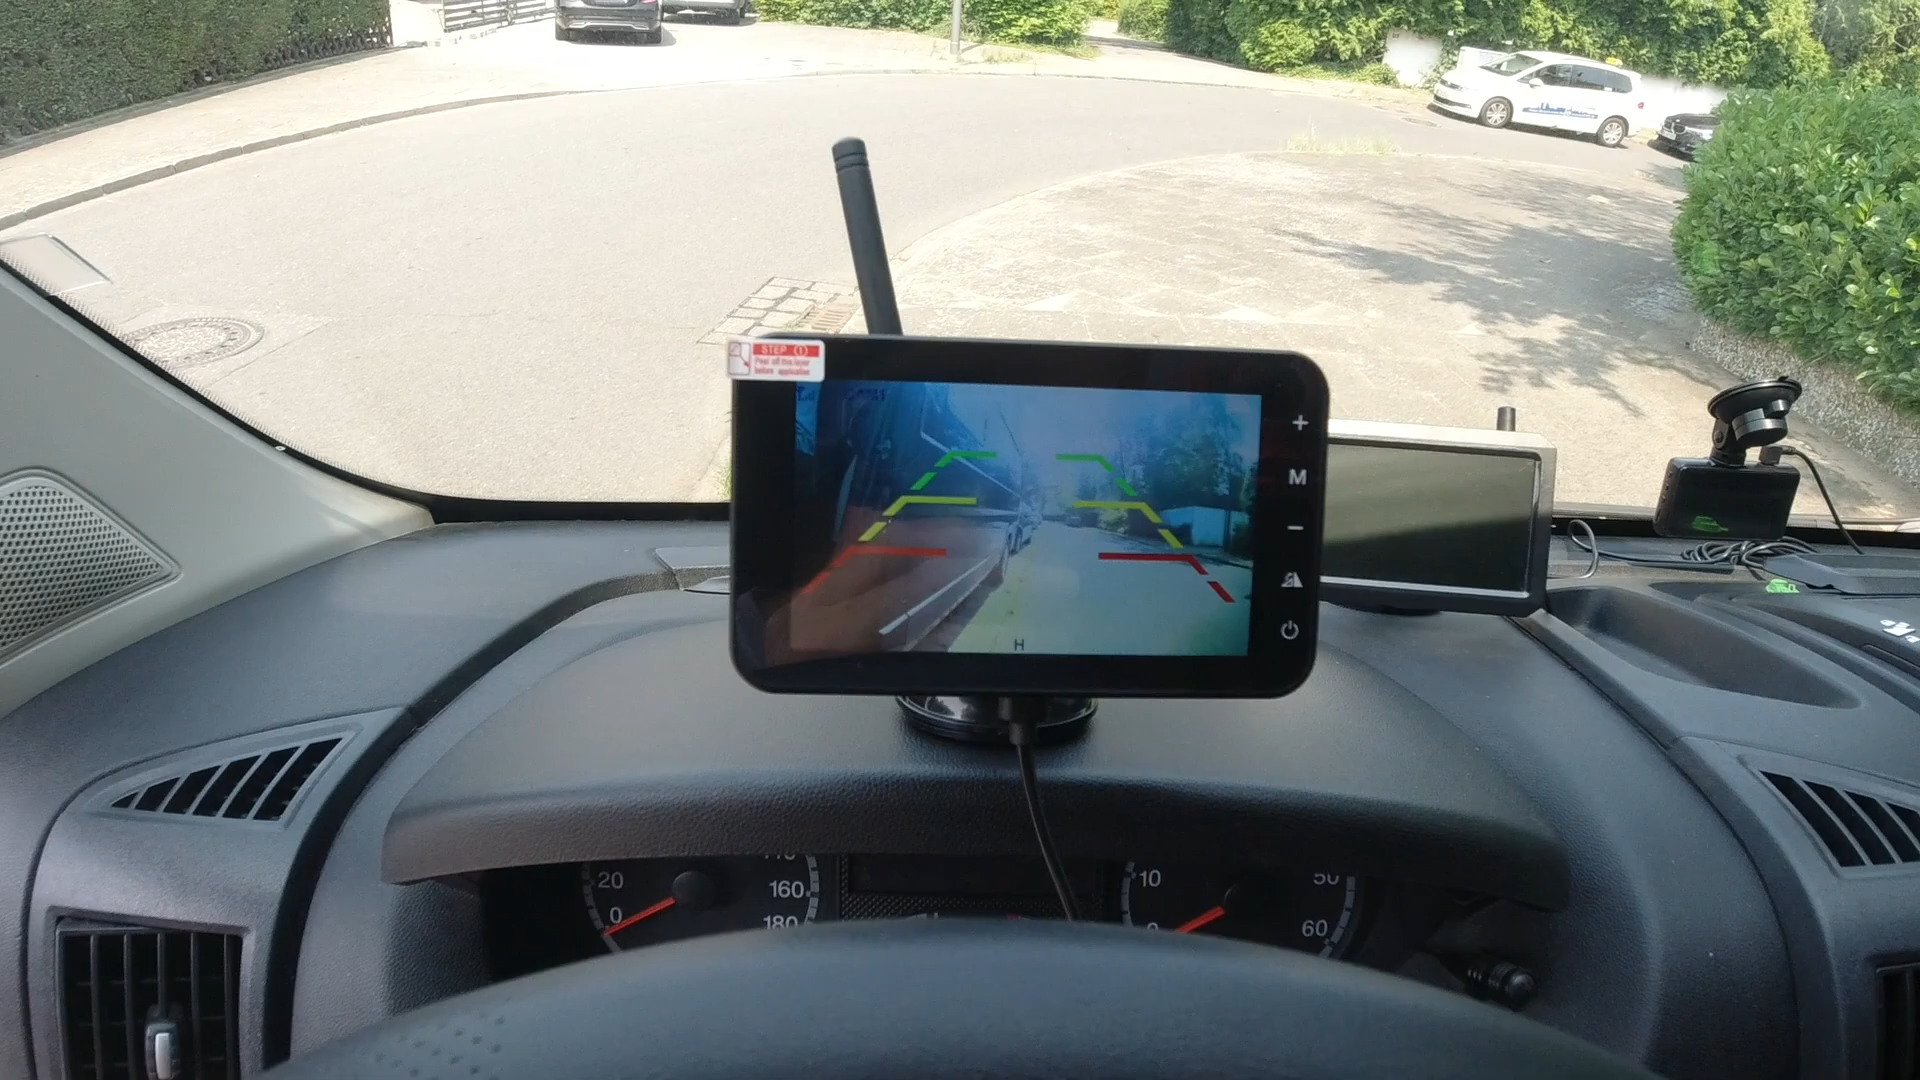 STEP (1)
Peel off this layer
before application
+
M
−
H
20
0
160
180
10
50
60